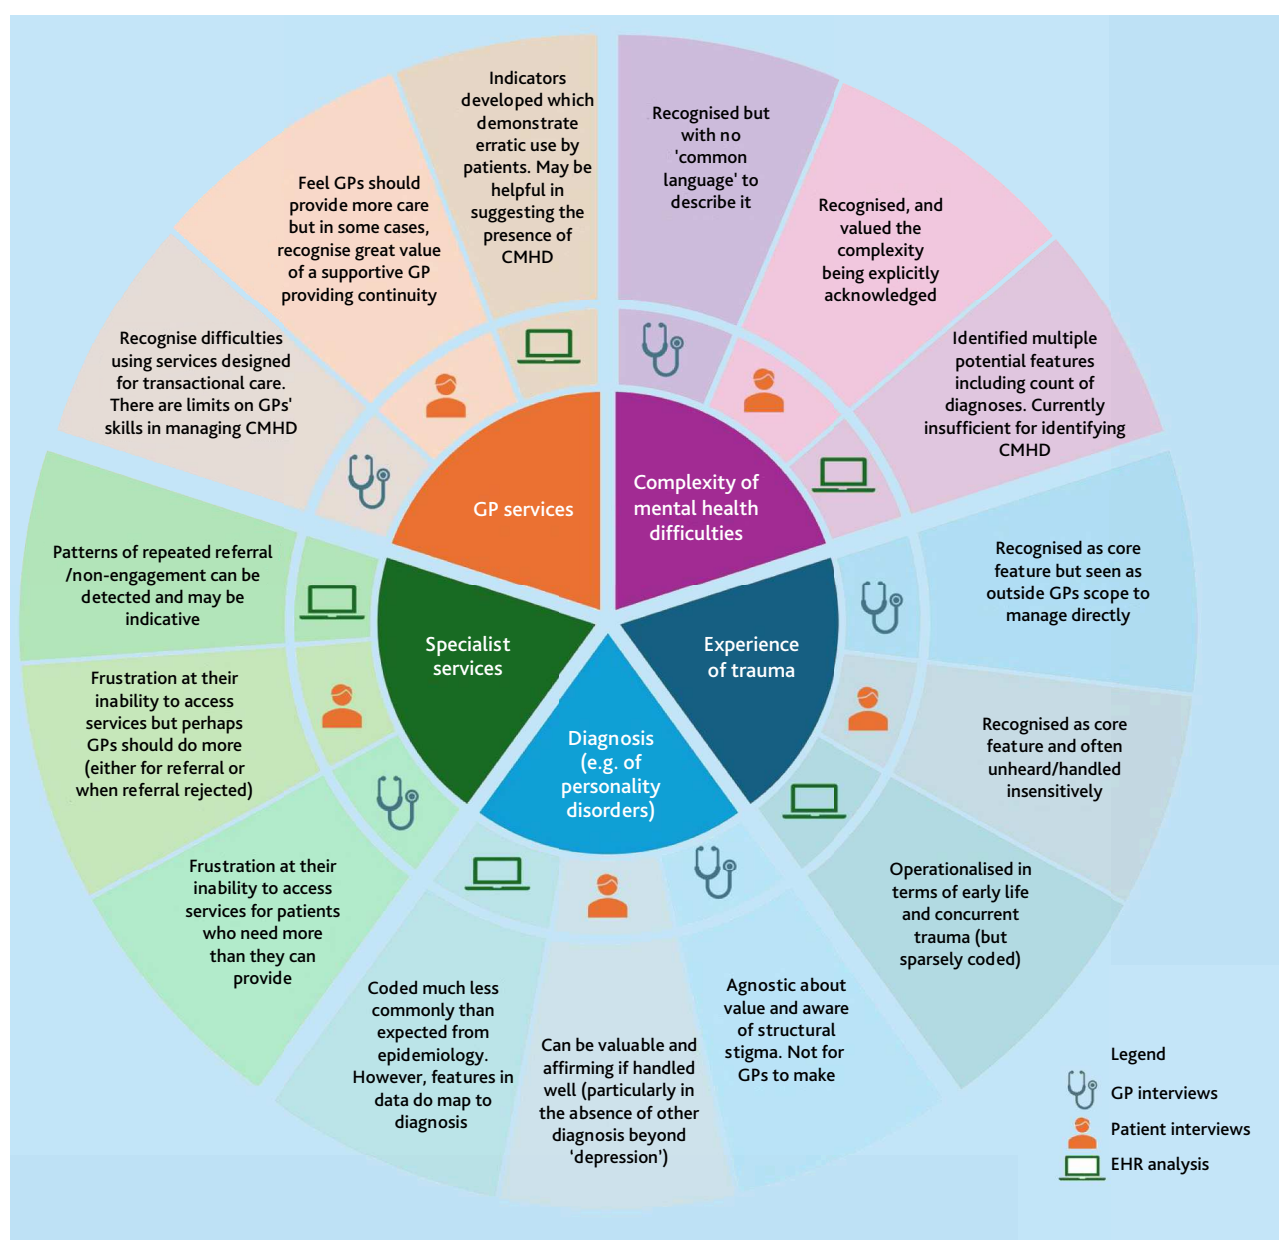 Indicators
developed which
demonstrate
erratic use by
patients. May be
helpful in
suggesting the
presence of
CMHD
Recognised but
with no
'common
language' to
describe it
Feel GPs should
provide more care
but in some cases,
recognise great value
of a supportive GP
providing continuity
Recognised, and
valued the
complexity
being explicitly
acknowledged
Recognise difficulties
using services designed
for transactional care.
There are limits on GPs'
skills in managing CMHD
Identified multiple
potential features
including count of
diagnoses. Currently
insufficient for identifying
CMHD
GP services
Complexity of
mental health
difficulties
Patterns of repeated referral
/non-engagement can be
detected and may be
indicative
Recognised as core
feature but seen as
outside GPs scope to
manage directly
Specialist
services
Experience
of trauma
Frustration at their
inability to access
services but perhaps
GPs should do more
(either for referral or
when referral rejected)
Diagnosis
(e.g. of
personality
disorders)
Recognised as core
feature and often
unheard/handled
insensitively
Frustration at their
inability to access
services for patients
who need more
than they can
provide
Operationalised in
terms of early life
and concurrent
trauma (but
sparsely coded)
Coded much less
commonly than
expected from
epidemiology.
However, features in
data do map to
diagnosis
Can be valuable and
affirming if handled
well (particularly in
the absence of other
diagnosis beyond
'depression')
Agnostic about
value and aware
of structural
stigma. Not for
GPs to make
Legend
GP interviews
Patient interviews
EHR analysis